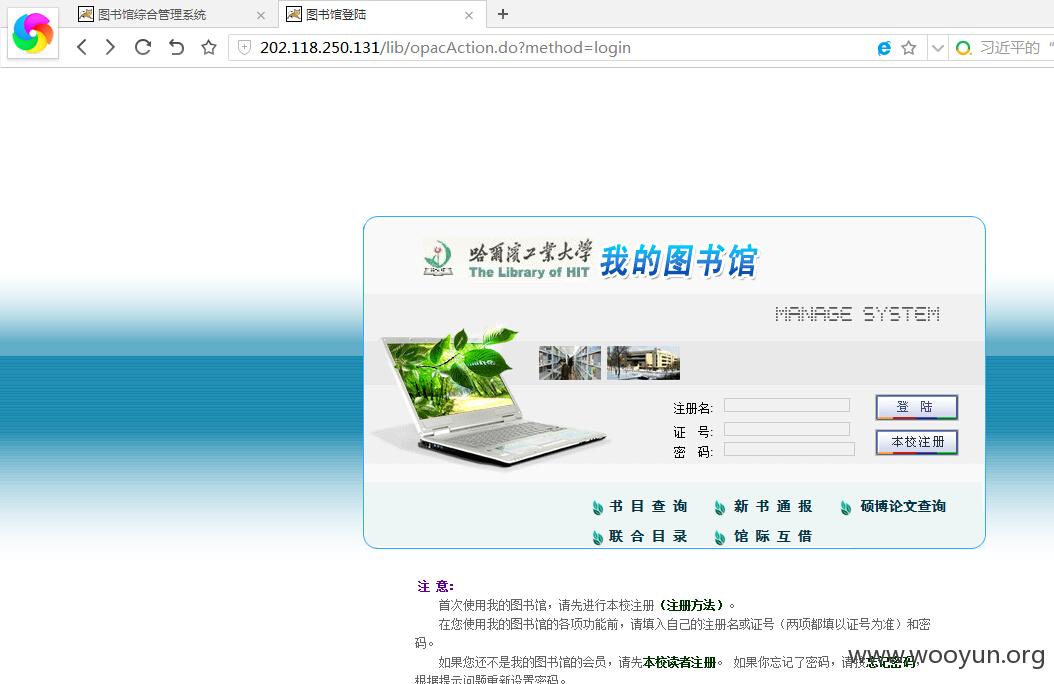 图书馆综合管理系统
图书馆登陆
202.118.250.131/lib/opacAction.do?method=login
习近平的 “
哈爾濱工業大學
The Library of HIT
我的图书馆
MANAGE SYSTEM
注册名:
登 陆
证 号:
密 码:
本校注册
书目查询 新书通报 硕博论文查询
联合目录 馆际互借
注 意:
首次使用我的图书馆，请先进行本校注册（注册方法）。
在您使用我的图书馆的各项功能前，请填入自己的注册名或证号（两项都填以证号为准）和密
码。
如果您还不是我的图书馆的会员，请先本校读者注册。 如果你忘记了密码，请按忘记密码，
根据提示问题重新设置密码。
www.wooyun.org